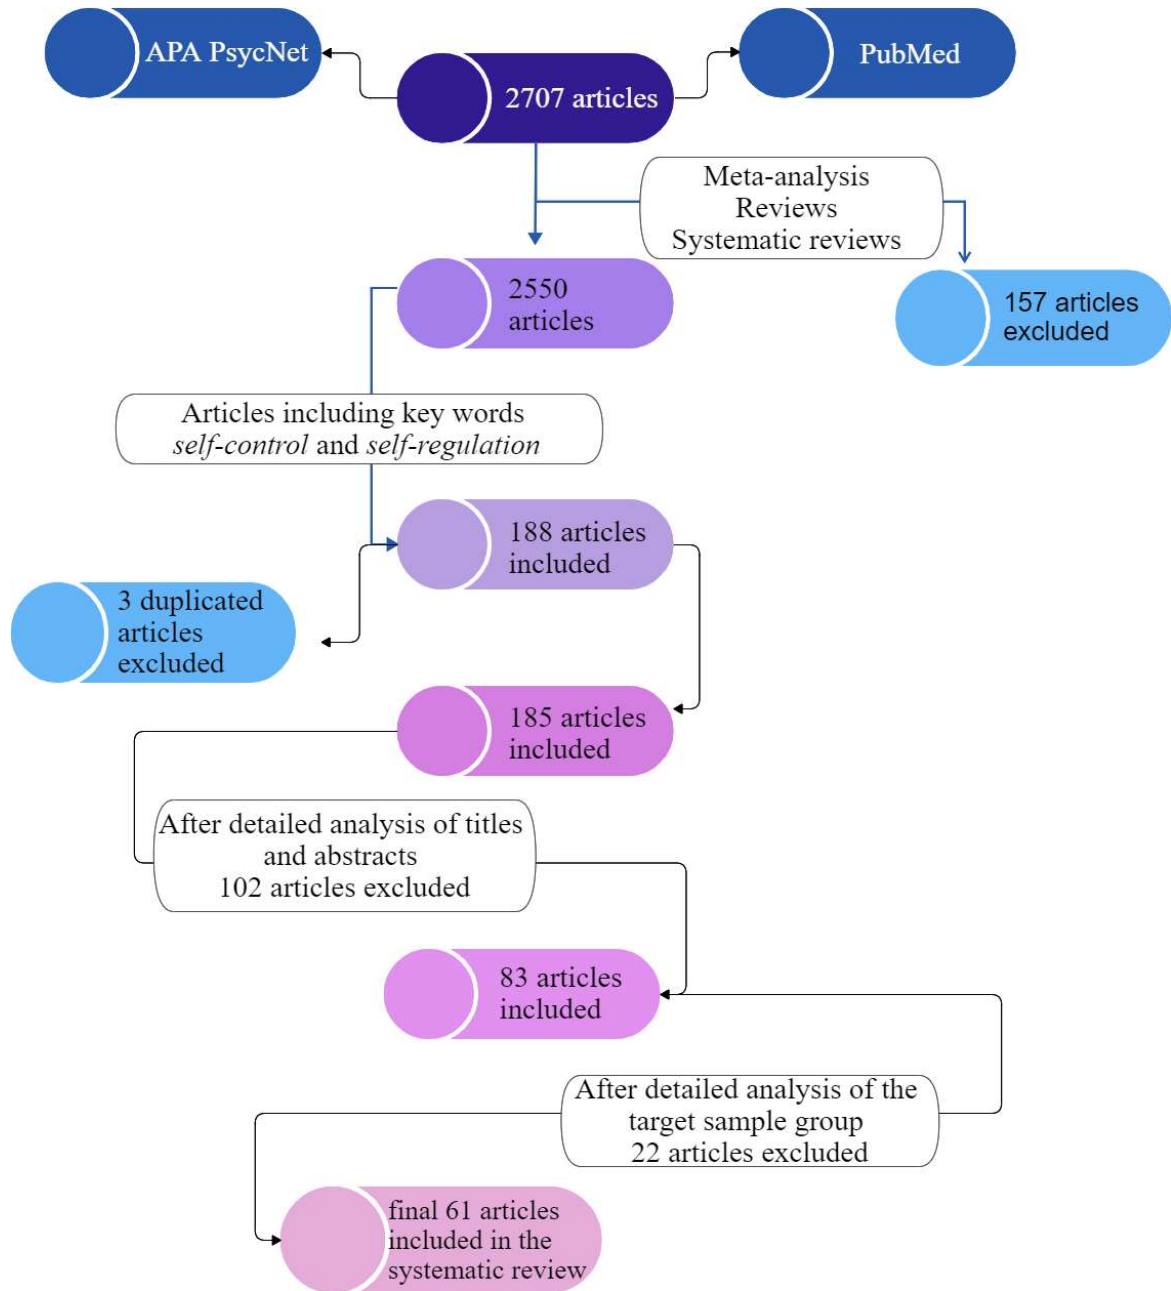 APA PsycNet
PubMed
2707 articles
Meta-analysis
Reviews
Systematic reviews
2550
articles
157 articles
excluded
Articles including key words
self-control and self-regulation
188 articles
included
3 duplicated
articles
excluded
185 articles
included
After detailed analysis of titles
and abstracts
102 articles excluded
83 articles
included
After detailed analysis of the
target sample group
22 articles excluded
final 61 articles
included in the
systematic review